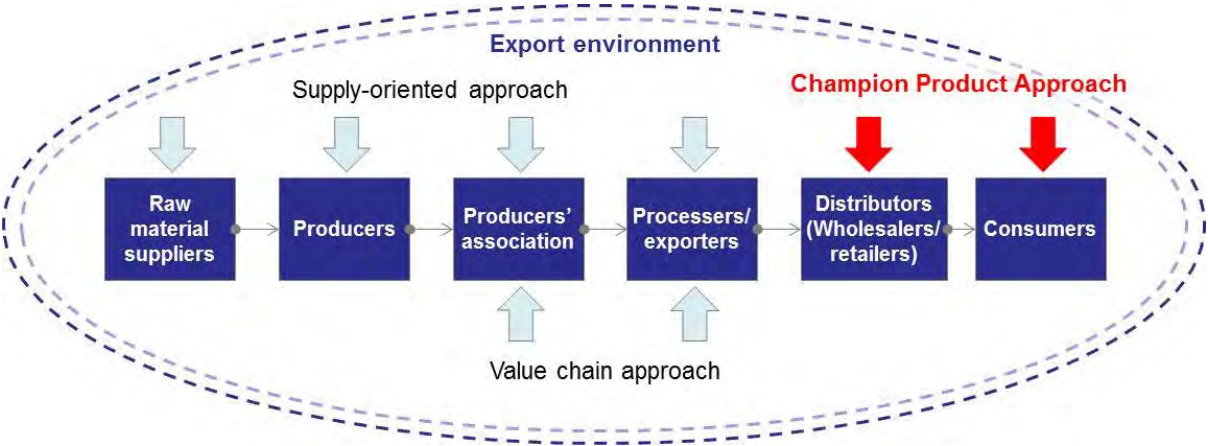 Export environment
Supply-oriented approach
Champion Product Approach
Raw
material
suppliers
Producers
Producers’
association
Processers/
exporters
Distributors
(Wholesalers/
retailers)
Consumers
Value chain approach